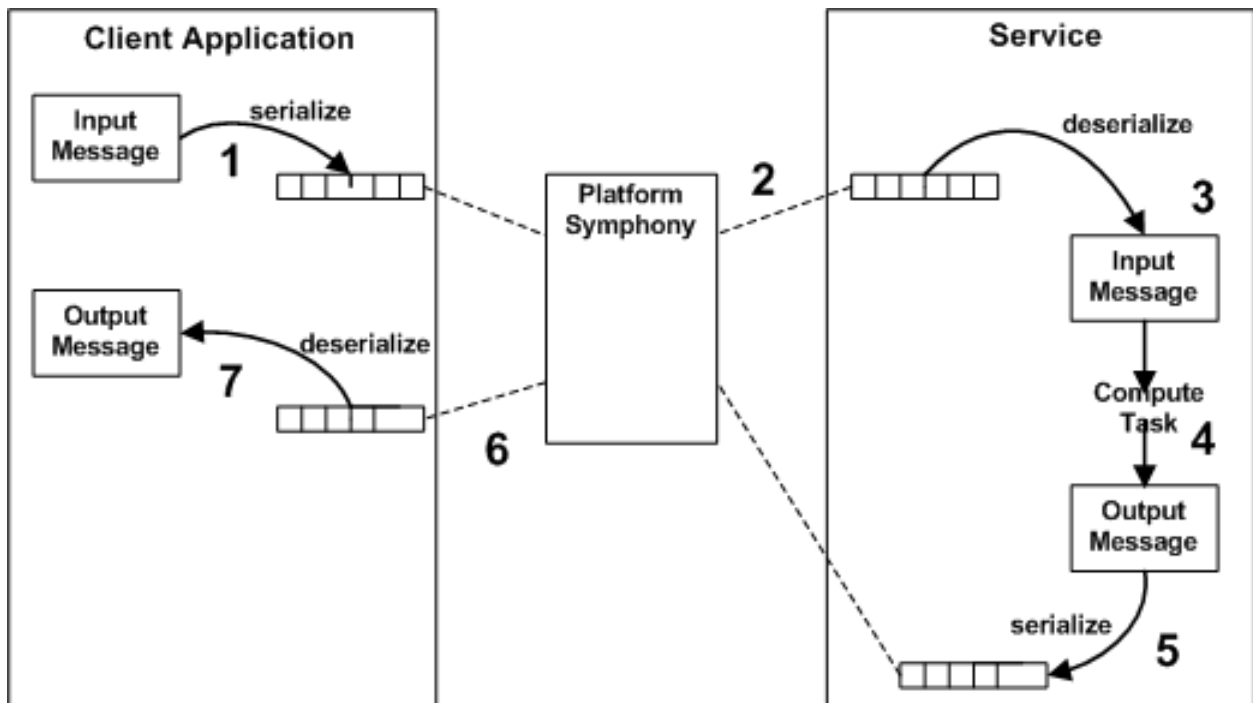 Client Application
Input
Message
serialize
1
Output
Message
deserialize
7
6
Platform
Symphony
2
Service
deserialize
3
Input
Message
Compute
Task
4
Output
Message
serialize
5